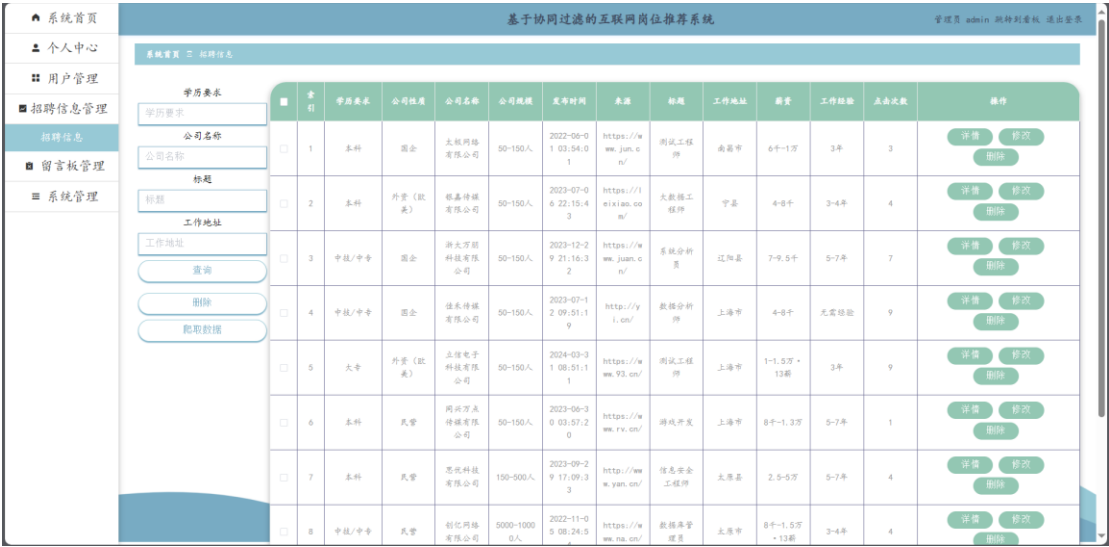 系统首页
个人中心
用户管理
招聘信息管理
招聘信息
留言板管理
系统管理
基于协同过滤的互联网岗位推荐系统
管理员 admin 跳转到看板 退出登录
系统首页 招聘信息
学历要求
学历要求
公司名称
公司名称
标题
标题
工作地址
工作地址
查询
删除
爬取数据
索引 学历要求 公司性质 公司名称 公司规模 发布时间 来源 标题 工作地址 薪资 工作经验 点击次数 操作
1 本科 国企 太极网络有限公司 50-150人 2022-06-01 03:54:01 https://www.jun.cn/ 测试工程师 南嘉市 6千-1万 3年 3 详情 修改 删除
2 本科 外资（欧美） 银嘉传媒有限公司 50-150人 2023-07-06 22:15:43 大数据工程师 宁县 4-8千 3-4年 4 详情 修改 删除
3 中技/中专 国企 浙大万朋科技有限公司 50-150人 2023-12-29 21:16:32 https://www.juan.cn/ 系统分析员 辽阳县 7-9.5千 5-7年 7 详情 修改 删除
4 中技/中专 国企 佳禾传媒有限公司 50-150人 2023-07-12 09:51:19 http://yi.cn/ 数据分析师 上海市 4-8千 无需经验 9 详情 修改 删除
5 大专 外资（欧美） 立信电子科技有限公司 50-150人 2024-03-31 08:51:11 https://www.93.cn/ 测试工程师 上海市 1-1.5万·13薪 3年 9 详情 修改 删除
6 本科 民营 同兴万点传媒有限公司 50-150人 2023-06-30 03:57:20 https://www.rv.cn/ 游戏开发 上海市 8千-1.3万 5-7年 1 详情 修改 删除
7 本科 民营 思优科技有限公司 150-500人 2023-09-29 17:09:33 http://www.yan.cn/ 信息安全工程师 太原县 2.5-5万 5-7年 4 详情 修改 删除
8 中技/中专 民营 创亿网络有限公司 5000-10000人 2022-11-05 08:24:5 https://www.na.cn/ 数据库管理员 太原市 8千-1.5万·13薪 3-4年 4 详情 修改 删除